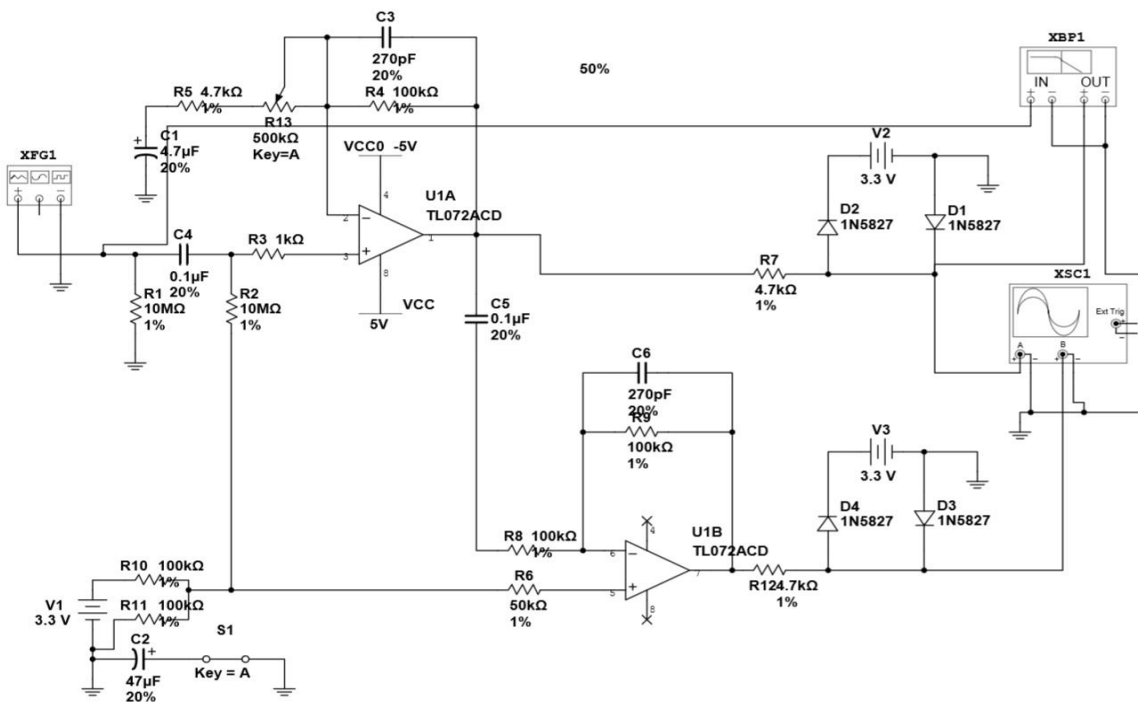 C3
270pF
20%
50%
XBP1
IN
OUT
+
−
+
−
R5 4.7kΩ
1%
R4 100kΩ
1%
R13
500kΩ
Key=A
+
C1
4.7µF
20%
VCC0 -5V
4
V2
3.3 V
XFG1
+
−
U1A
TL072ACD
2
−
3
+
1
8
D2
1N5827
D1
1N5827
C4
0.1µF
20%
R3 1kΩ
R7
4.7kΩ
1%
XSC1
Ext Trig
+
−
A
B
+
−
+
−
R1
10MΩ
1%
R2
10MΩ
1%
VCC
5V
C5
0.1µF
20%
C6
270pF
20%
R9
100kΩ
1%
V3
3.3 V
D4
1N5827
D3
1N5827
R8 100kΩ
1%
4
U1B
TL072ACD
6
−
5
+
7
8
R6
50kΩ
1%
R124.7kΩ
1%
R10 100kΩ
1%
R11 100kΩ
1%
V1
3.3 V
S1
C2
+
Key = A
47µF
20%